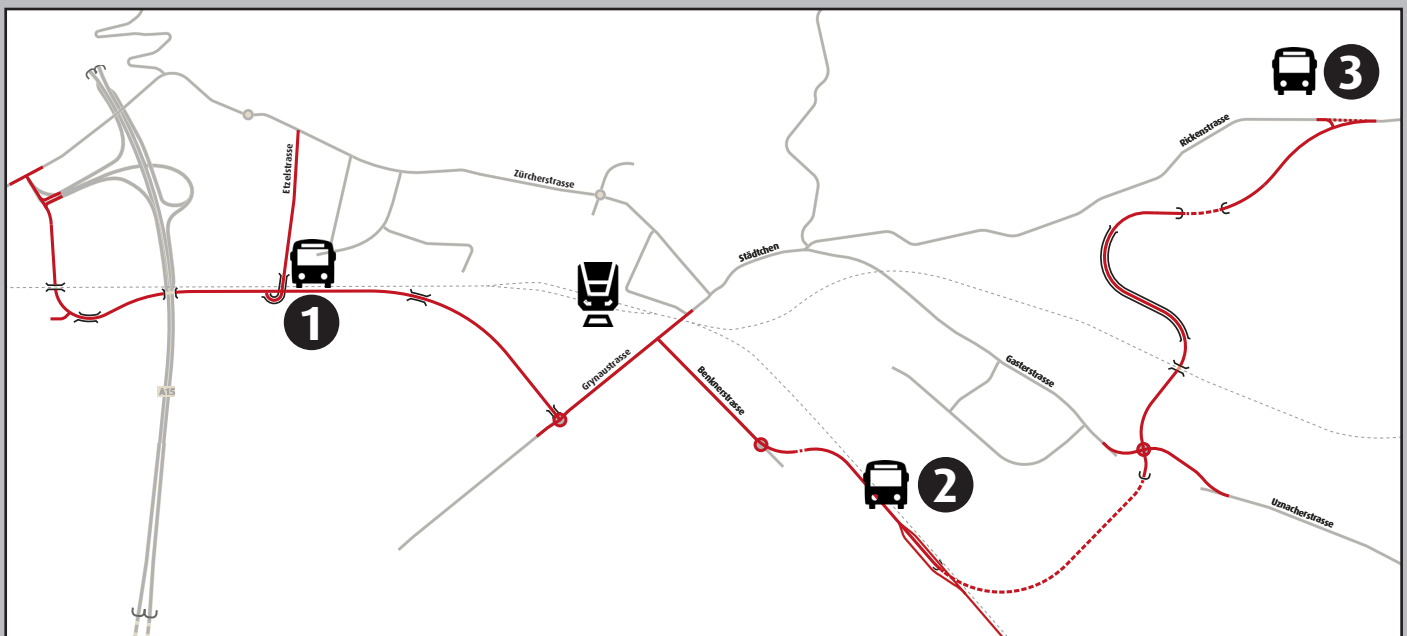 3
Rickenstrasse
Etzelstrasse
Zürcherstrasse
Städtchen
1
Grynaustrasse
Benknerstrasse
Gasterstrasse
A15
2
Uznacherstrasse